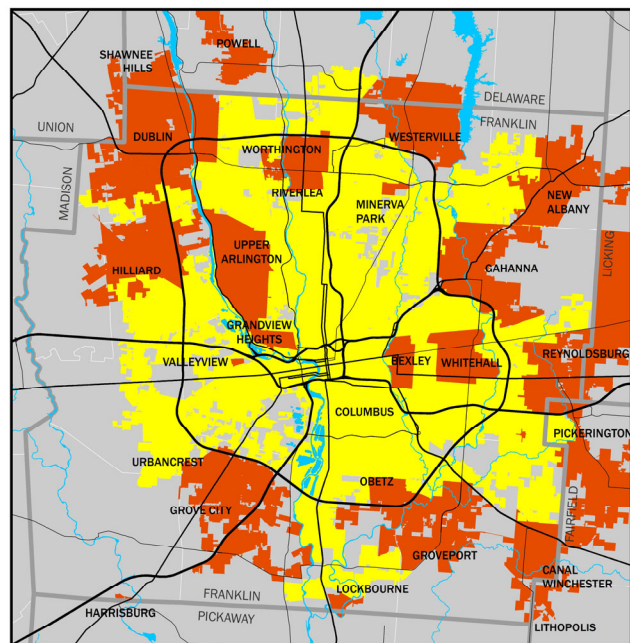 POWELL
SHAWNEE
HILLS
DELAWARE
FRANKLIN
UNION
DUBLIN
WESTERVILLE
WORTHINGTON
MADISON
RIVERLEA
MINERVA
PARK
NEW
ALBANY
UPPER
ARLINGTON
GAHANNA
LICKING
HILLIARD
GRANDVIEW
HEIGHTS
VALLEYVIEW
BEXLEY
WHITEHALL
REYNOLDSBURG
COLUMBUS
PICKERINGTON
URBANCREST
OBETZ
GROVE CITY
FAIRFIELD
GROVEPORT
CANAL
WINCHESTER
LOCKBOURNE
FRANKLIN
PICKAWAY
HARRISBURG
LITHOPOLIS